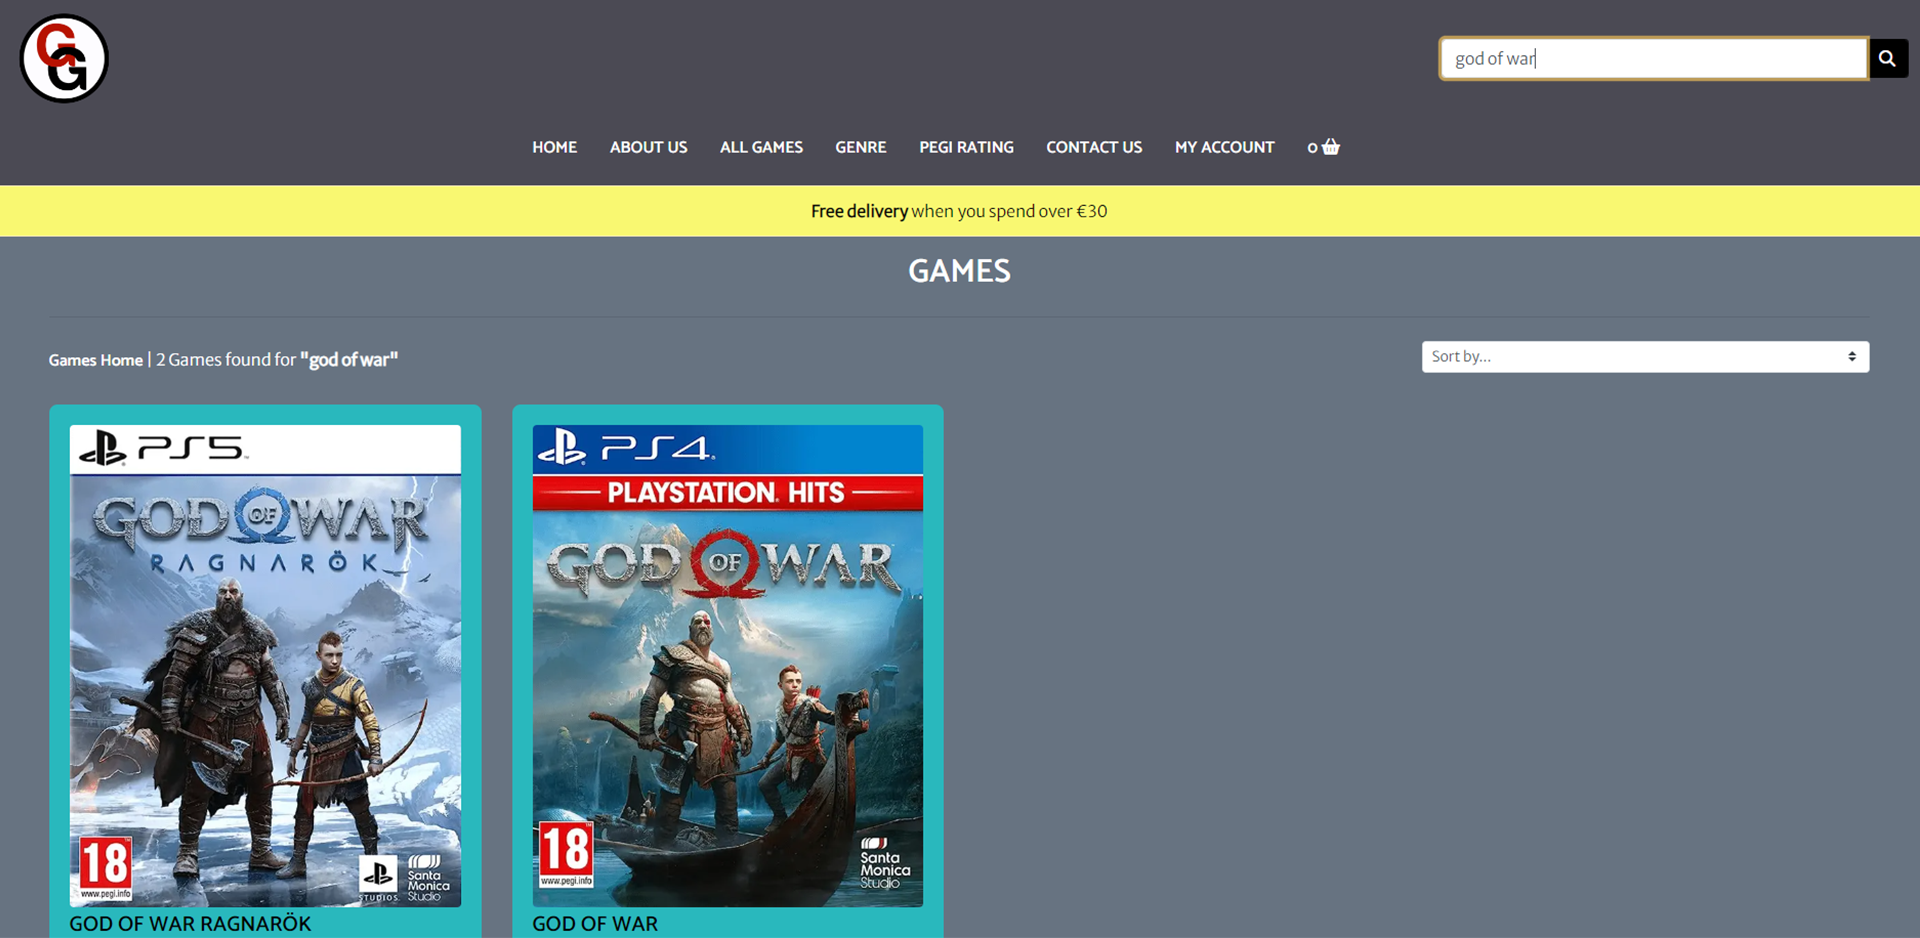 GG
god of war
HOME ABOUT US ALL GAMES GENRE PEGI RATING CONTACT US MY ACCOUNT 0
Free delivery when you spend over €30
GAMES
Games Home | 2 Games found for "god of war"
Sort by...
PS5
GOD OF WAR
RAGNARÖK
18
www.pegi.info
STUDIOS
Santa
Monica
Studio
GOD OF WAR RAGNARÖK
PS4
PLAYSTATION HITS
GOD OF WAR
18
www.pegi.info
Santa
Monica
Studio
GOD OF WAR